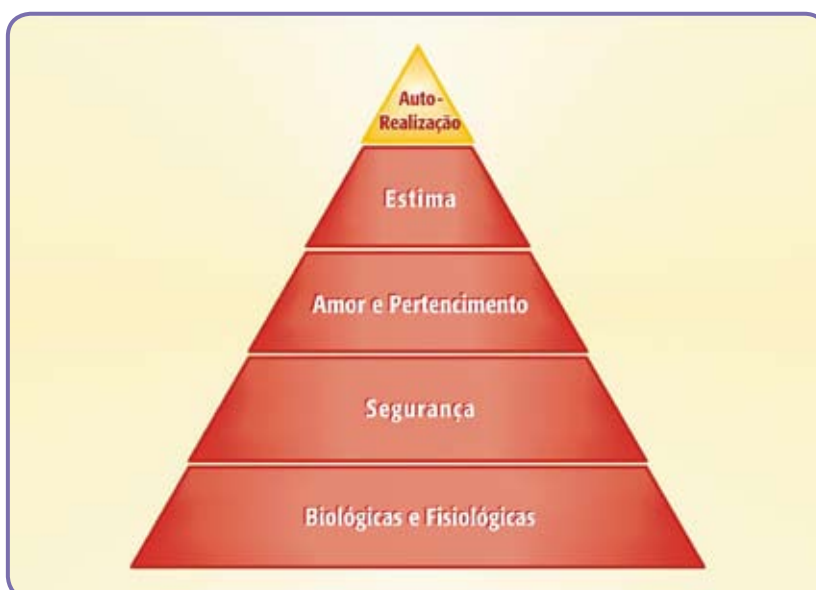 Auto-
Realização
Estima
Amor e Pertencimento
Segurança
Biológicas e Fisiológicas